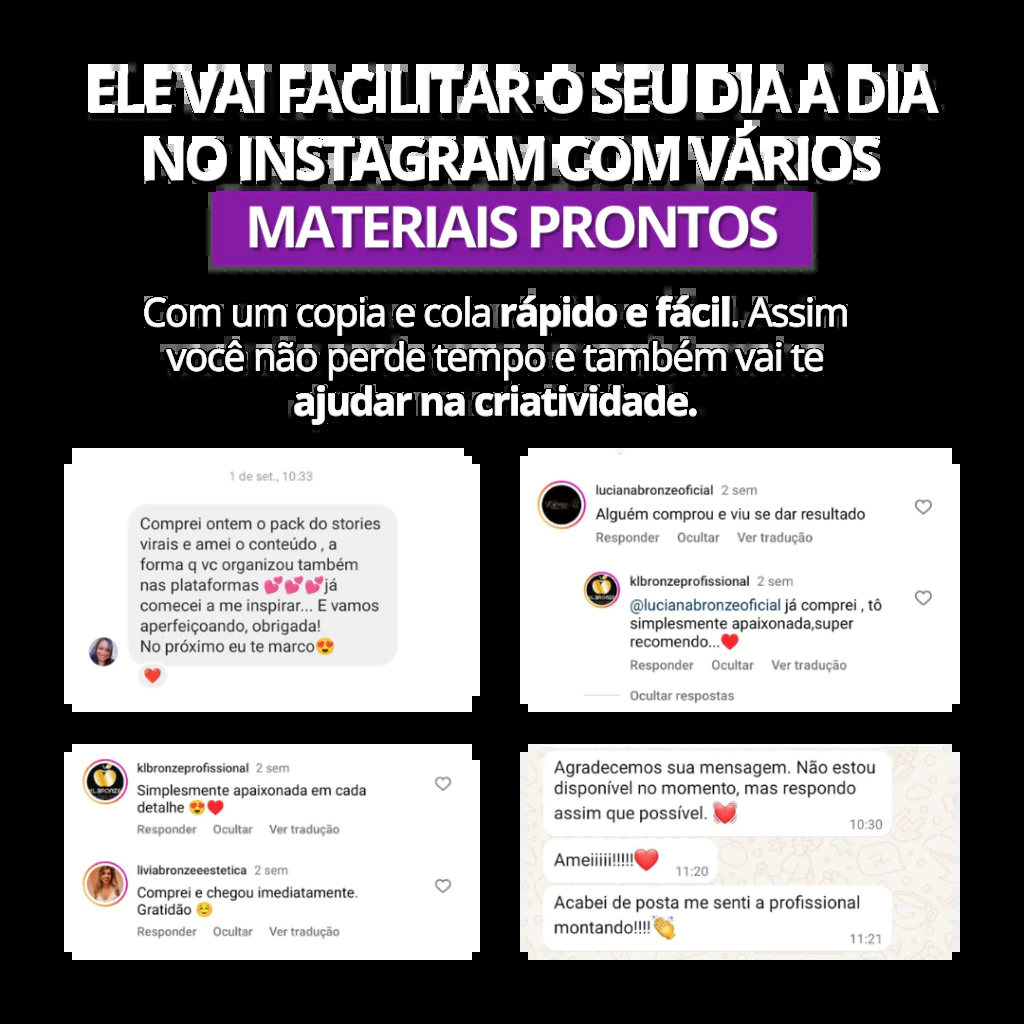 ELE VAI FACILITAR O SEU DIA A DIA
NO INSTAGRAM COM VÁRIOS
MATERIAIS PRONTOS
Com um copia e cola rápido e fácil. Assim
você não perde tempo e também vai te
ajudar na criatividade.
1 de set., 10:33
Comprei ontem o pack do stories
virais e amei o conteúdo , a
forma q vc organizou também
nas plataformas 💕💕💕já
comecei a me inspirar... E vamos
aperfeiçoando, obrigada!
No próximo eu te marco😍
❤️
lucianabronzeoficial 2 sem
Alguém comprou e viu se dar resultado
Responder Ocultar Ver tradução
klbronzeprofissional 2 sem
@lucianabronzeoficial já comprei , tô
simplesmente apaixonada,super
recomendo...❤️
Responder Ocultar Ver tradução
Ocultar respostas
klbronzeprofissional 2 sem
Simplesmente apaixonada em cada
detalhe 😍❤️
Responder Ocultar Ver tradução
liviabronzeeestetica 2 sem
Comprei e chegou imediatamente.
Gratidão ☺️
Responder Ocultar Ver tradução
Agradecemos sua mensagem. Não estou
disponível no momento, mas respondo
assim que possível. 💓
10:30
Ameiiiii!!!!!❤️
11:20
Acabei de posta me senti a profissional
montando!!!!👏
11:21